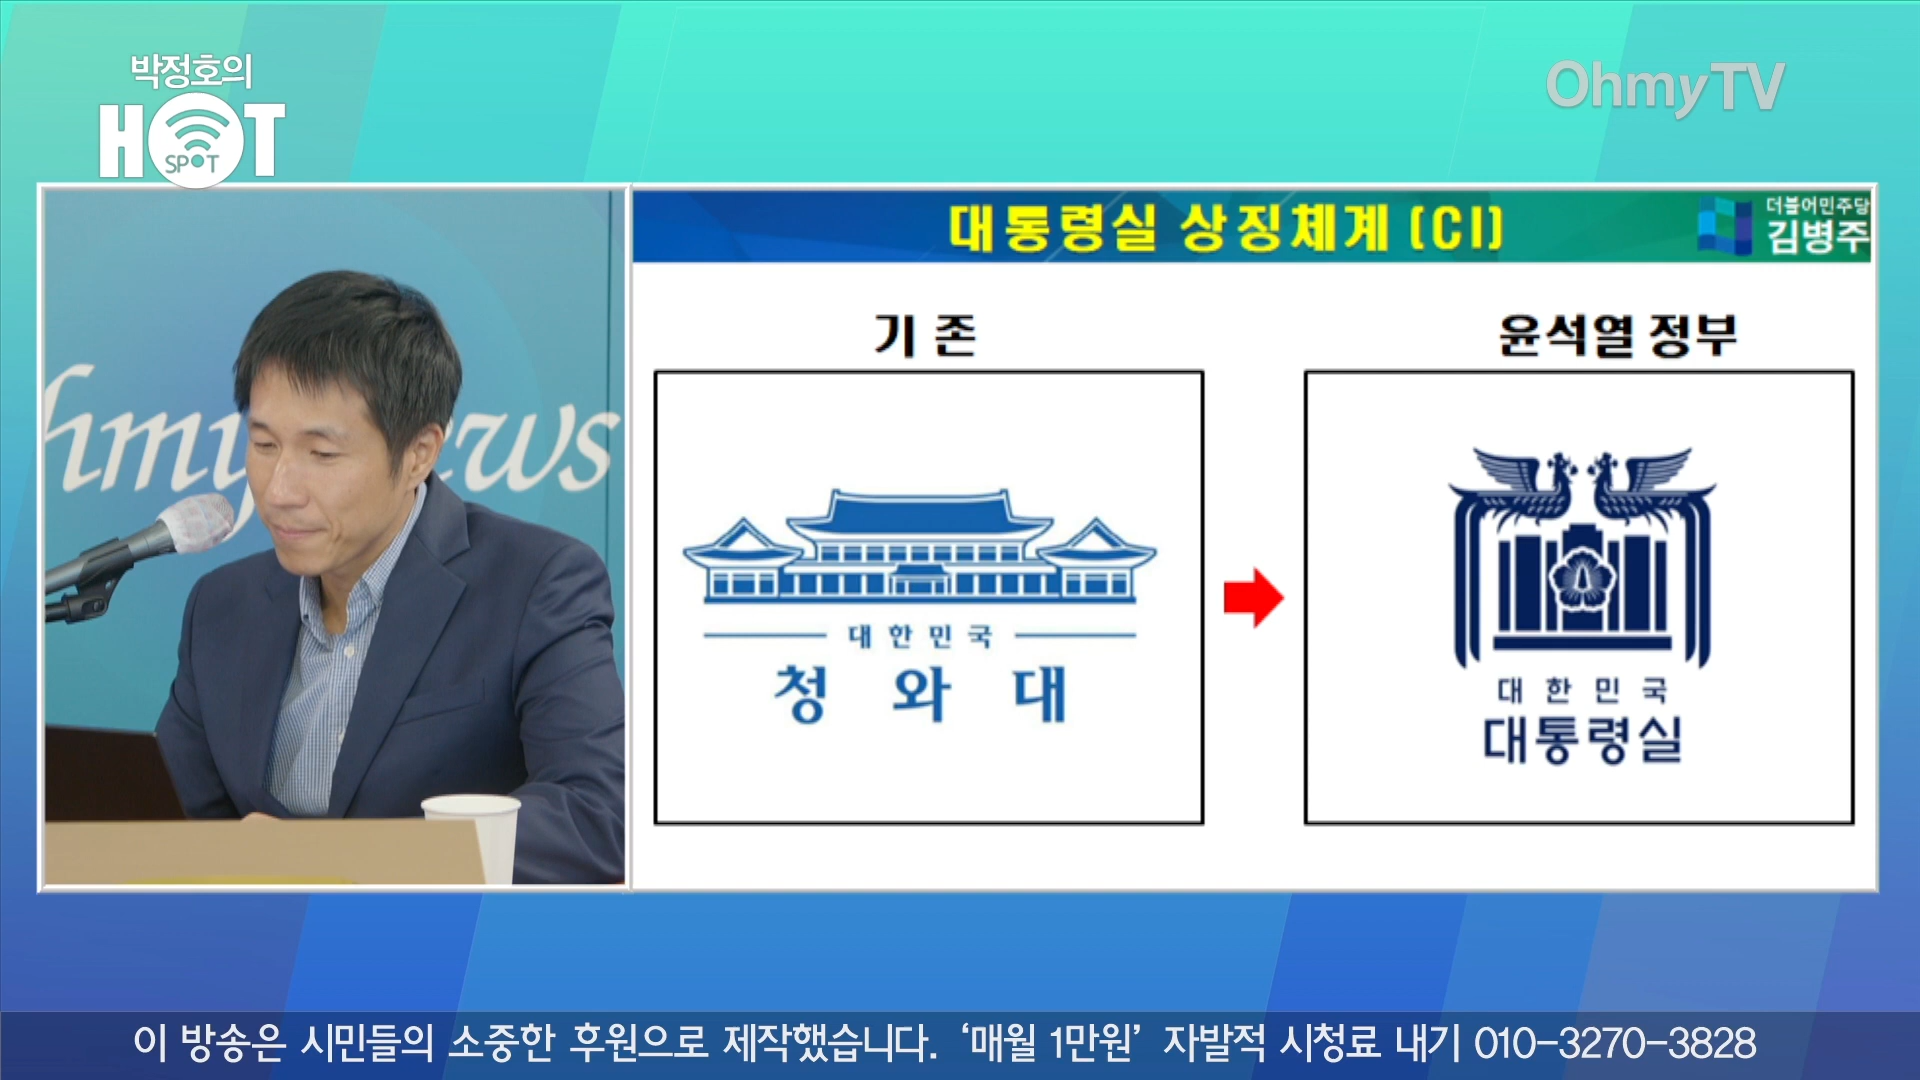 박정호의
HOT
SPOT
OhmyTV
hmy ews
대통령실 상징체계 (CI)
더불어민주당
김병주
기 존
윤석열 정부
대 한 민 국
청 와 대
대 한 민 국
대통령실
이 방송은 시민들의 소중한 후원으로 제작했습니다. ‘매월 1만원’ 자발적 시청료 내기 010-3270-3828